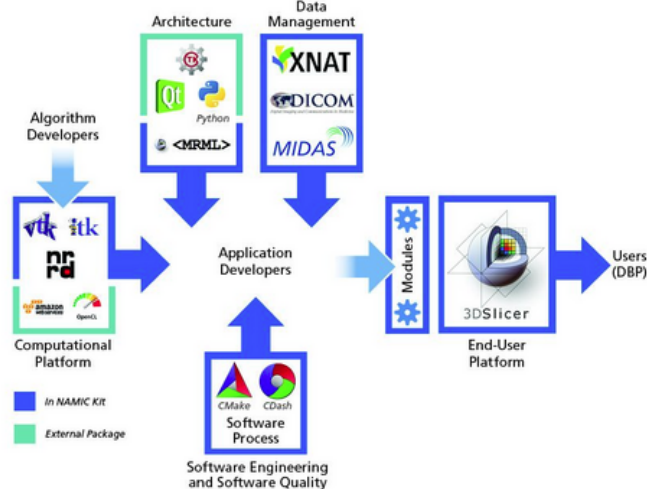 Architecture
Data
Management
Qt
Python
<MRML>
XNAT
DICOM
MIDAS
Algorithm
Developers
vtk itk
nrrd
amazon
webservices
OpenCL
Computational
Platform
Application
Developers
Modules
3DSlicer
End-User
Platform
Users
(DBP)
CMake CDash
Software
Process
Software Engineering
and Software Quality
In NAMIC Kit
External Package